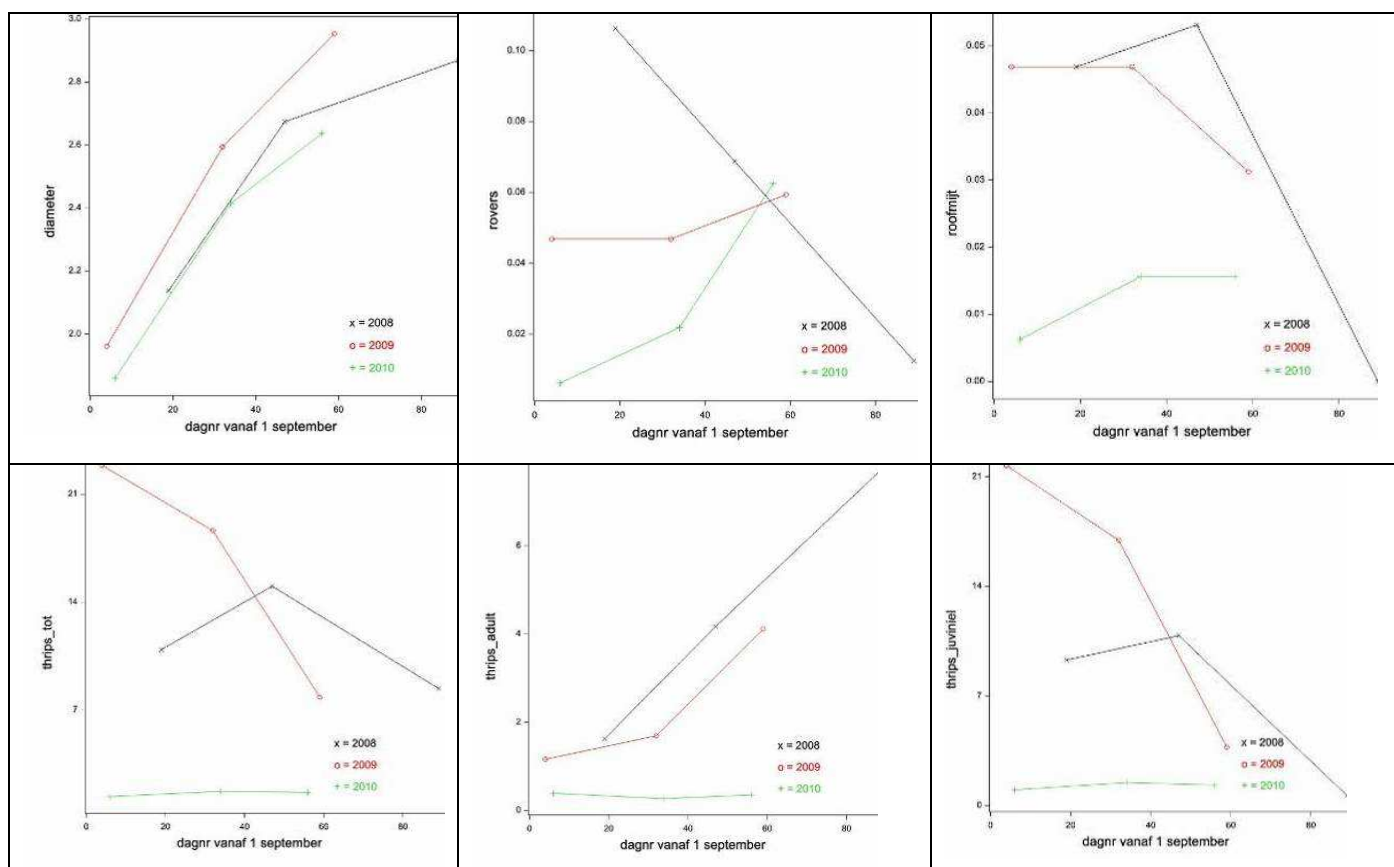 3.0
2.8
2.6
2.4
2.2
2.0
diameter
x = 2008
o = 2009
+ = 2010
0 20 40 60 80
dagnr vanaf 1 september
0.10
0.08
0.06
0.04
0.02
rovers
x = 2008
o = 2009
+ = 2010
0 20 40 60 80
dagnr vanaf 1 september
0.05
0.04
0.03
0.02
0.01
0.00
roofmijt
x = 2008
o = 2009
+ = 2010
0 20 40 60 80
dagnr vanaf 1 september
21
14
7
thrips_tot
x = 2008
o = 2009
+ = 2010
0 20 40 60 80
dagnr vanaf 1 september
6
4
2
0
thrips_adult
x = 2008
o = 2009
+ = 2010
0 20 40 60 80
dagnr vanaf 1 september
21
14
7
0
thrips_juviniel
x = 2008
o = 2009
+ = 2010
0 20 40 60 80
dagnr vanaf 1 september